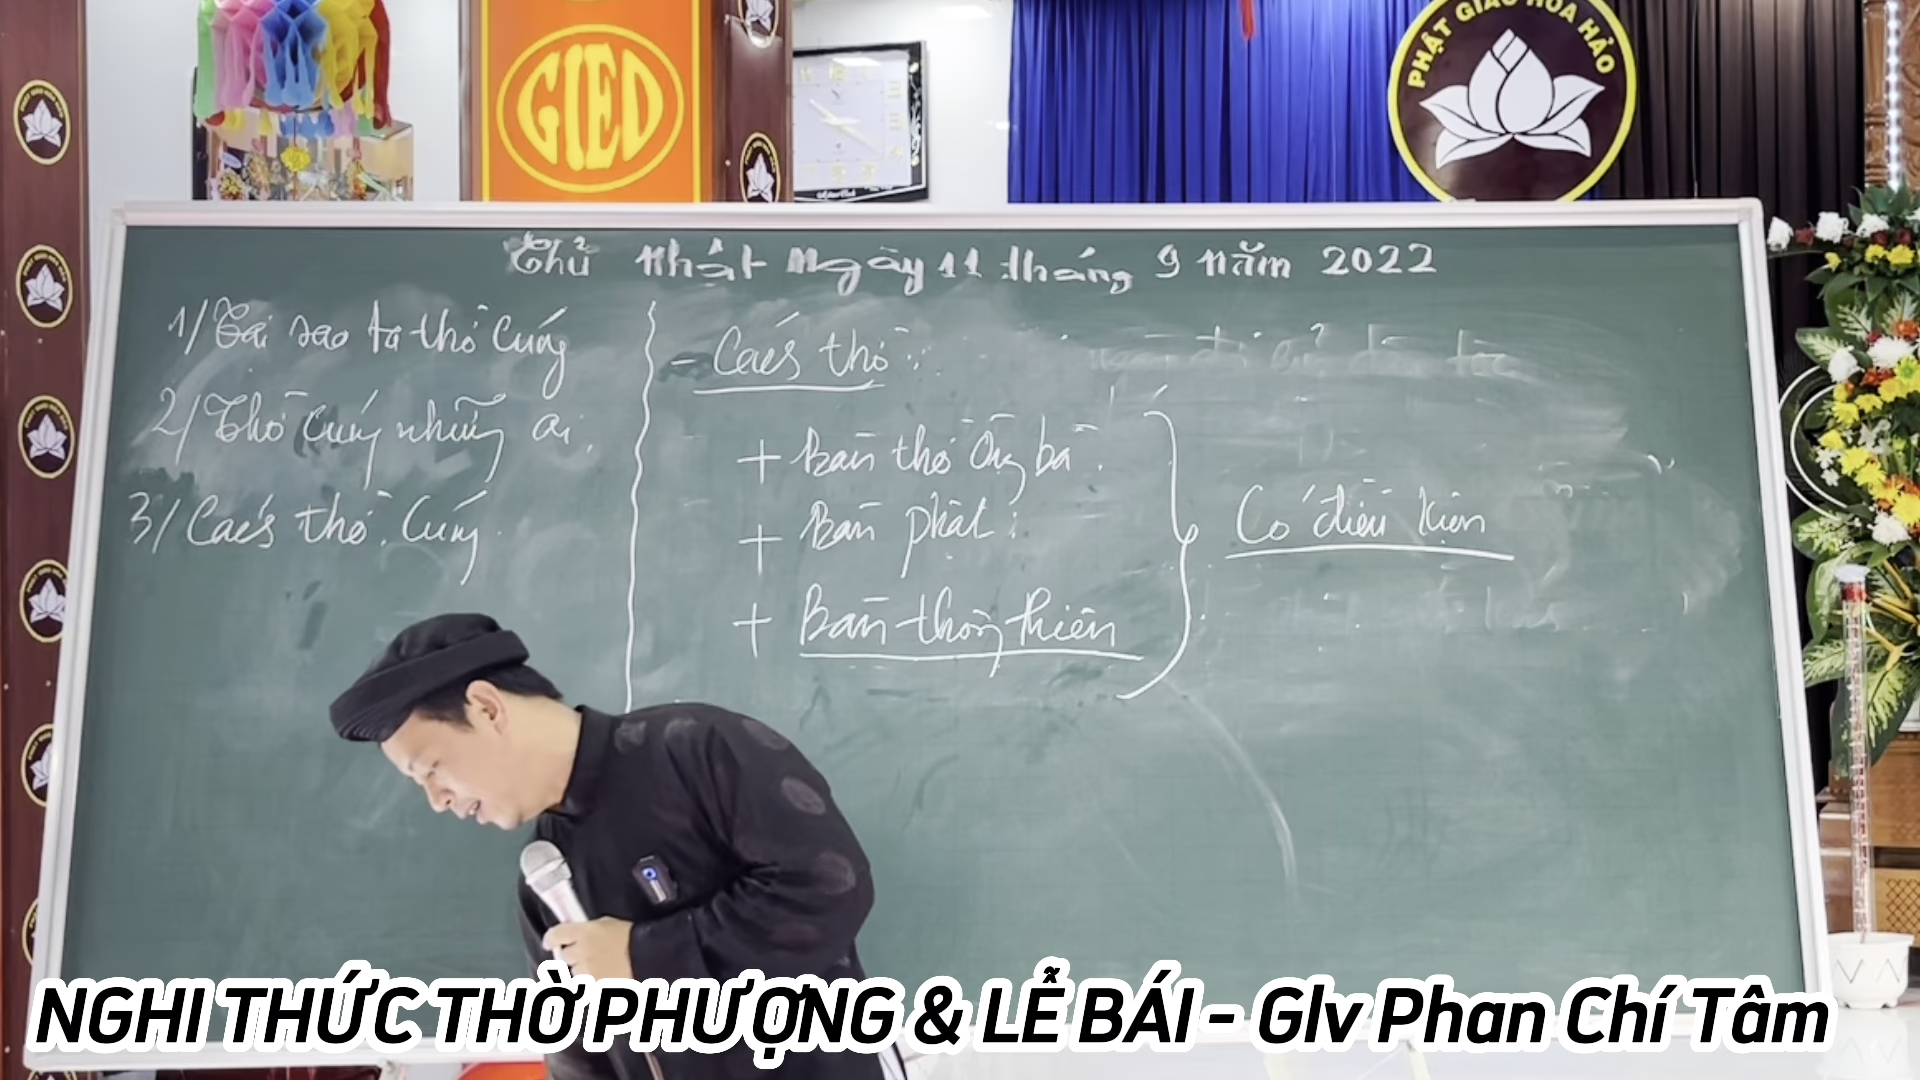 GIEO
PHẬT GIÁO HÒA HẢO
Chủ Nhật Ngày 11 tháng 9 năm 2022
1/ Tại sao ta thờ Cúng
2/ Thờ Cúng những ai.
3/ Cách thờ. Cúng.
- Cách thờ:
+ Bàn thờ Ông bà.
+ Bàn phật:
+ Bàn thông thiên
Có điều kiện
NGHI THỨC THỜ PHƯỢNG & LỄ BÁI - Glv Phan Chí Tâm